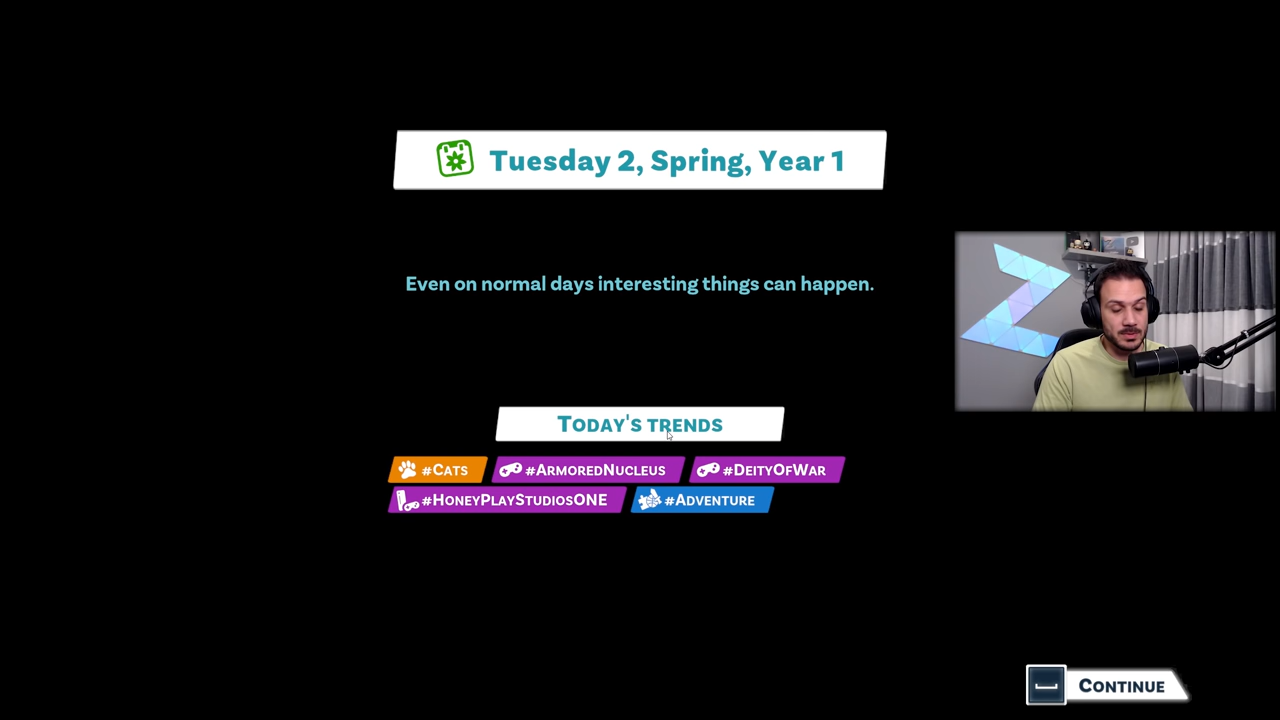 Tuesday 2, Spring, Year 1
Even on normal days interesting things can happen.
TODAY'S TRENDS
#CATS #ARMOREDNUCLEUS #DEITYOFWAR
#HONEYPLAYSTUDIOSONE #ADVENTURE
CONTINUE